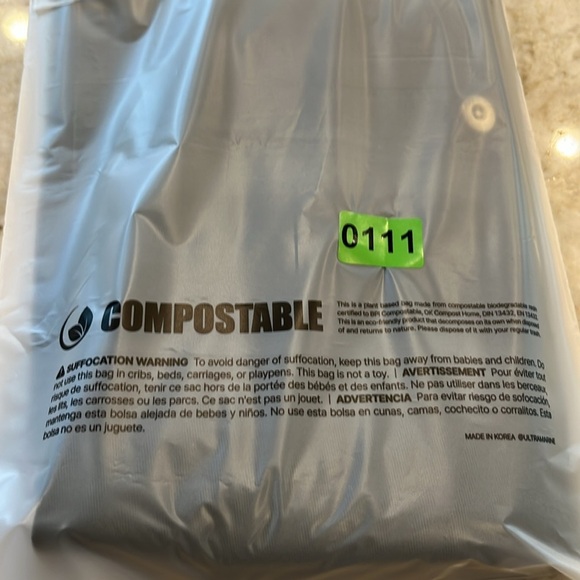 0111
COMPOSTABLE
This is a plant based bag made from compostable biodegradable
certified to BPI Compostable, OK Compost Home, DIN 13432, EN 13432
This is an eco-friendly product that decomposes on its own when disposed
of and returns to nature. Please dispose of it with your regular
SUFFOCATION WARNING To avoid danger of suffocation, keep this bag away from babies and children. Do
not use this bag in cribs, beds, carriages, or playpens. This bag is not a toy. | AVERTISSEMENT Pour éviter tout
risque de suffocation, tenir ce sac hors de la portée des bébés et des enfants. Ne pas utiliser dans les berceaux
les lits, les carrosses ou les parcs. Ce sac n'est pas un jouet. | ADVERTENCIA Para evitar riesgo de sofocación,
mantenga esta bolsa alejada de bebes y niños. No use esta bolsa en cunas, camas, cochecito o corralitos. Esta
bolsa no es un juguete.
MADE IN KOREA @ULTRAMARINE